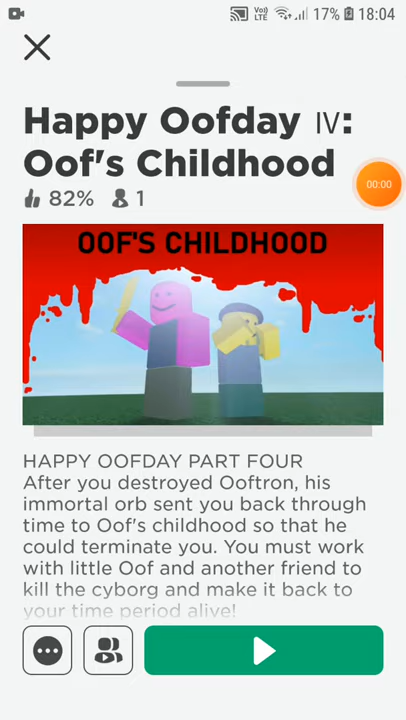 Vo) LTE 17% 18:04
Happy Oofday IV:
Oof's Childhood
82% 1
00:00
OOF'S CHILDHOOD
HAPPY OOFDAY PART FOUR
After you destroyed Ooftron, his
immortal orb sent you back through
time to Oof's childhood so that he
could terminate you. You must work
with little Oof and another friend to
kill the cyborg and make it back to
your time period alive!